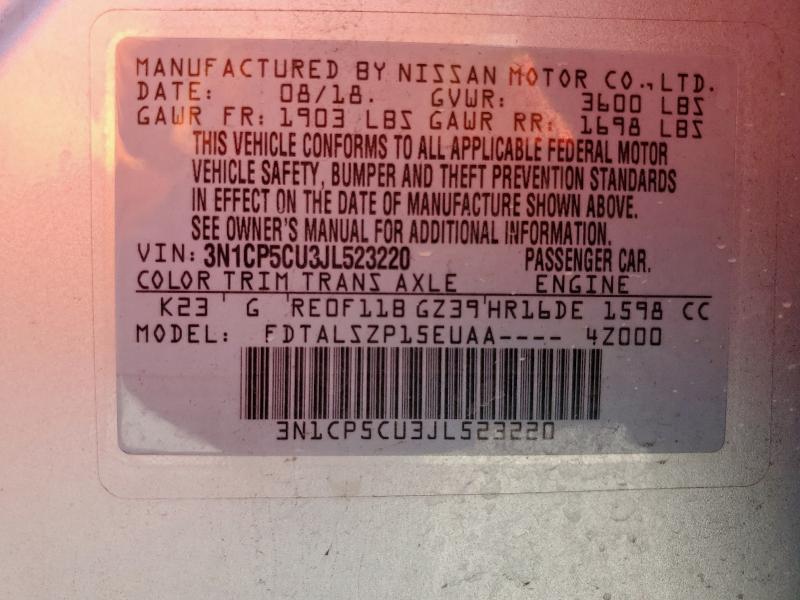 MANUFACTURED BY NISSAN MOTOR CO., LTD.
DATE: 08/18. GVWR: 3600 LBS
GAWR FR: 1903 LBS GAWR RR: 1698 LBS
THIS VEHICLE CONFORMS TO ALL APPLICABLE FEDERAL MOTOR
VEHICLE SAFETY, BUMPER AND THEFT PREVENTION STANDARDS
IN EFFECT ON THE DATE OF MANUFACTURE SHOWN ABOVE.
SEE OWNER'S MANUAL FOR ADDITIONAL INFORMATION.
VIN: 3N1CP5CU3JL523220 PASSENGER CAR.
COLOR TRIM TRANS AXLE ENGINE
K23 G RE0F11B GZ39 HR16DE 1598 CC
MODEL: FDTALSZP15EUAA---- 4Z000
3N1CP5CU3JL523220